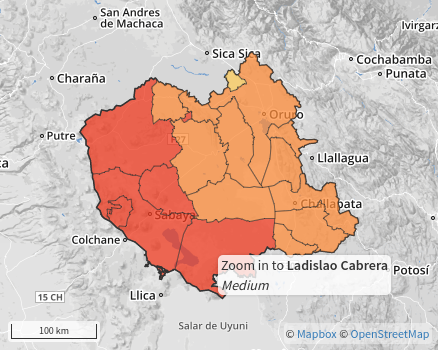 San Andres
de Machaca
Ivirgarz
Sica Sica
Cochabamba
Punata
Charaña
Oruro
Putre
Llallagua
Challapata
Sabaya
Colchane
Zoom in to Ladislao Cabrera
Medium
Potosí
15 CH
Llica
100 km
Salar de Uyuni
© Mapbox © OpenStreetMap